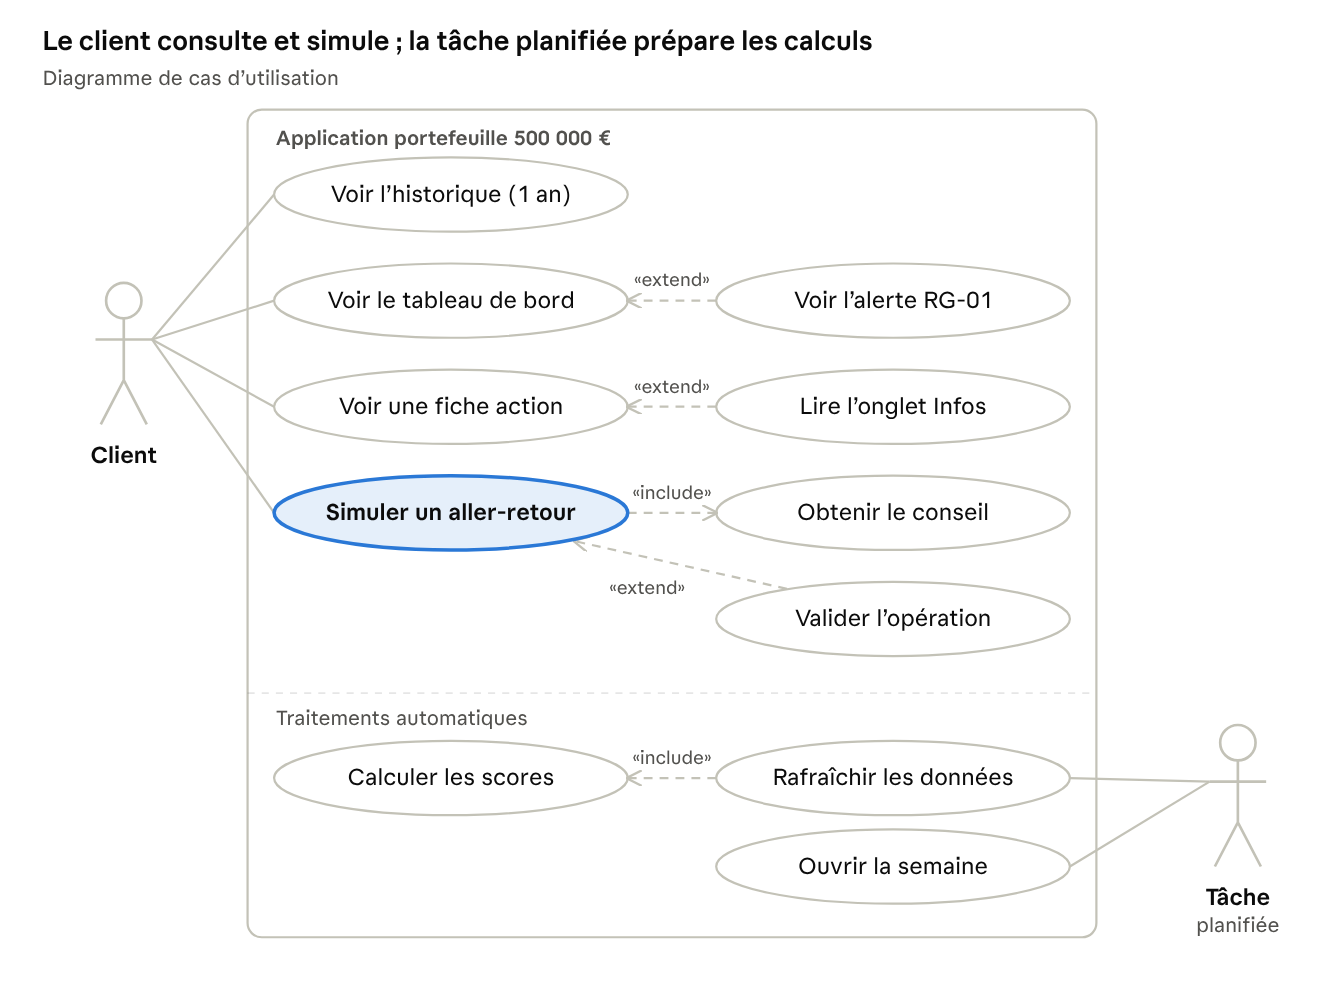 Le client consulte et simule ; la tâche planifiée prépare les calculs
Diagramme de cas d’utilisation
Application portefeuille 500 000 €
Voir l’historique (1 an)
Voir le tableau de bord
«extend»
Voir l’alerte RG-01
Voir une fiche action
«extend»
Lire l’onglet Infos
Client
Simuler un aller-retour
«include»
Obtenir le conseil
«extend»
Valider l’opération
Traitements automatiques
Calculer les scores
«include»
Rafraîchir les données
Ouvrir la semaine
Tâche
planifiée